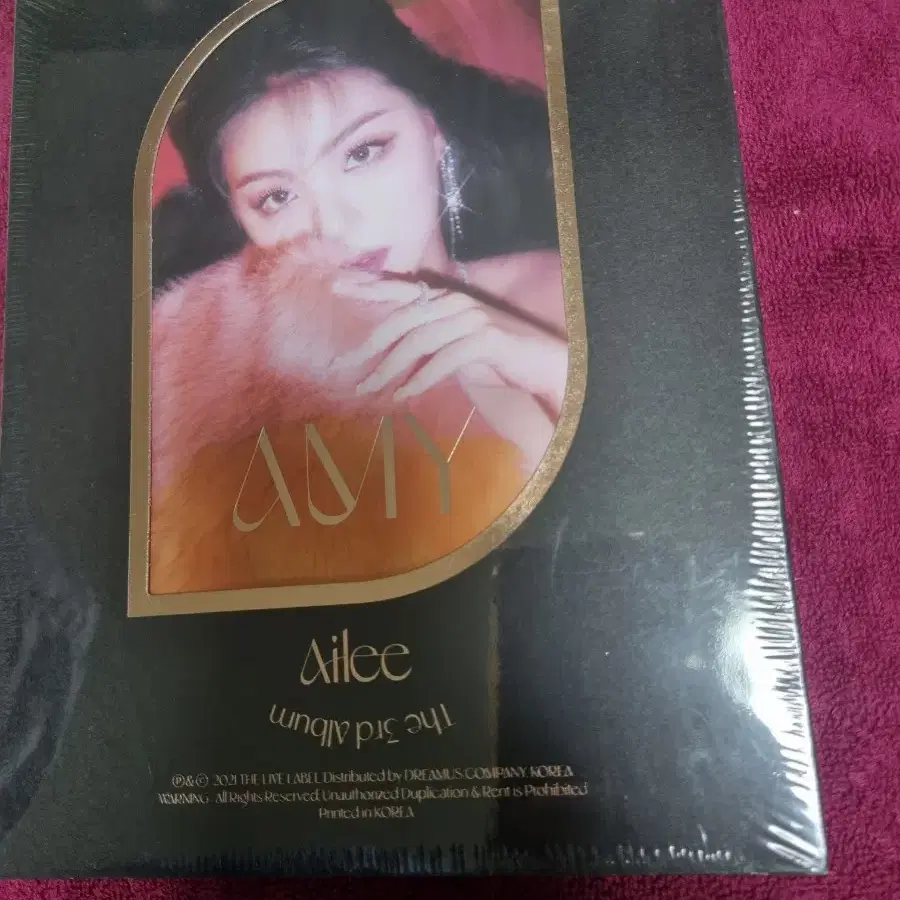 AMY
Ailee
The 3rd Album
Ⓟ&© 2021 THE LIVE LABEL Distributed by DREAMUS COMPANY. KOREA
WARNING : All Rights Reserved. Unauthorized Duplication & Rent is Prohibited
Printed in KOREA